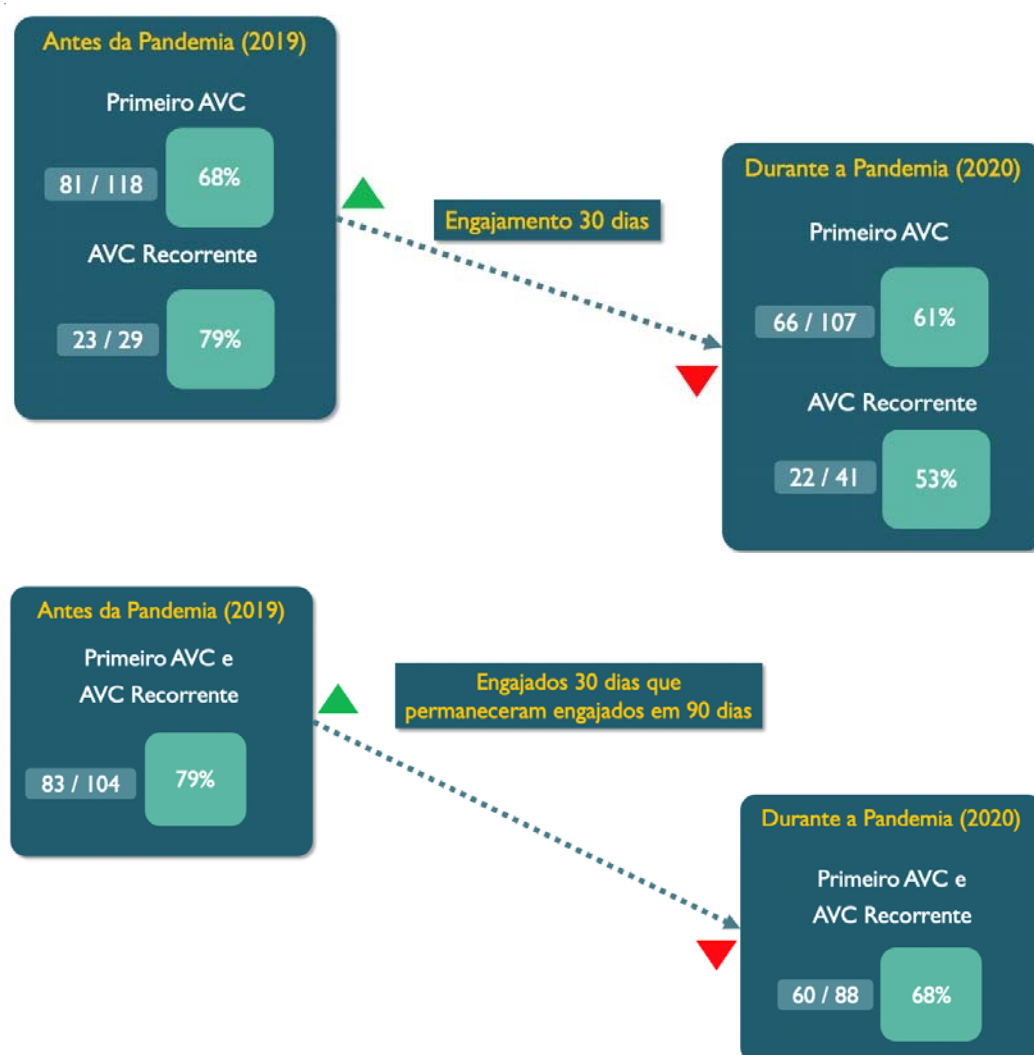 Antes da Pandemia (2019)
Primeiro AVC
81 / 118
68%
AVC Recorrente
23 / 29
79%
Engajamento 30 dias
Durante a Pandemia (2020)
Primeiro AVC
66 / 107
61%
AVC Recorrente
22 / 41
53%
Antes da Pandemia (2019)
Primeiro AVC e
AVC Recorrente
83 / 104
79%
Engajados 30 dias que
permaneceram engajados em 90 dias
Durante a Pandemia (2020)
Primeiro AVC e
AVC Recorrente
60 / 88
68%